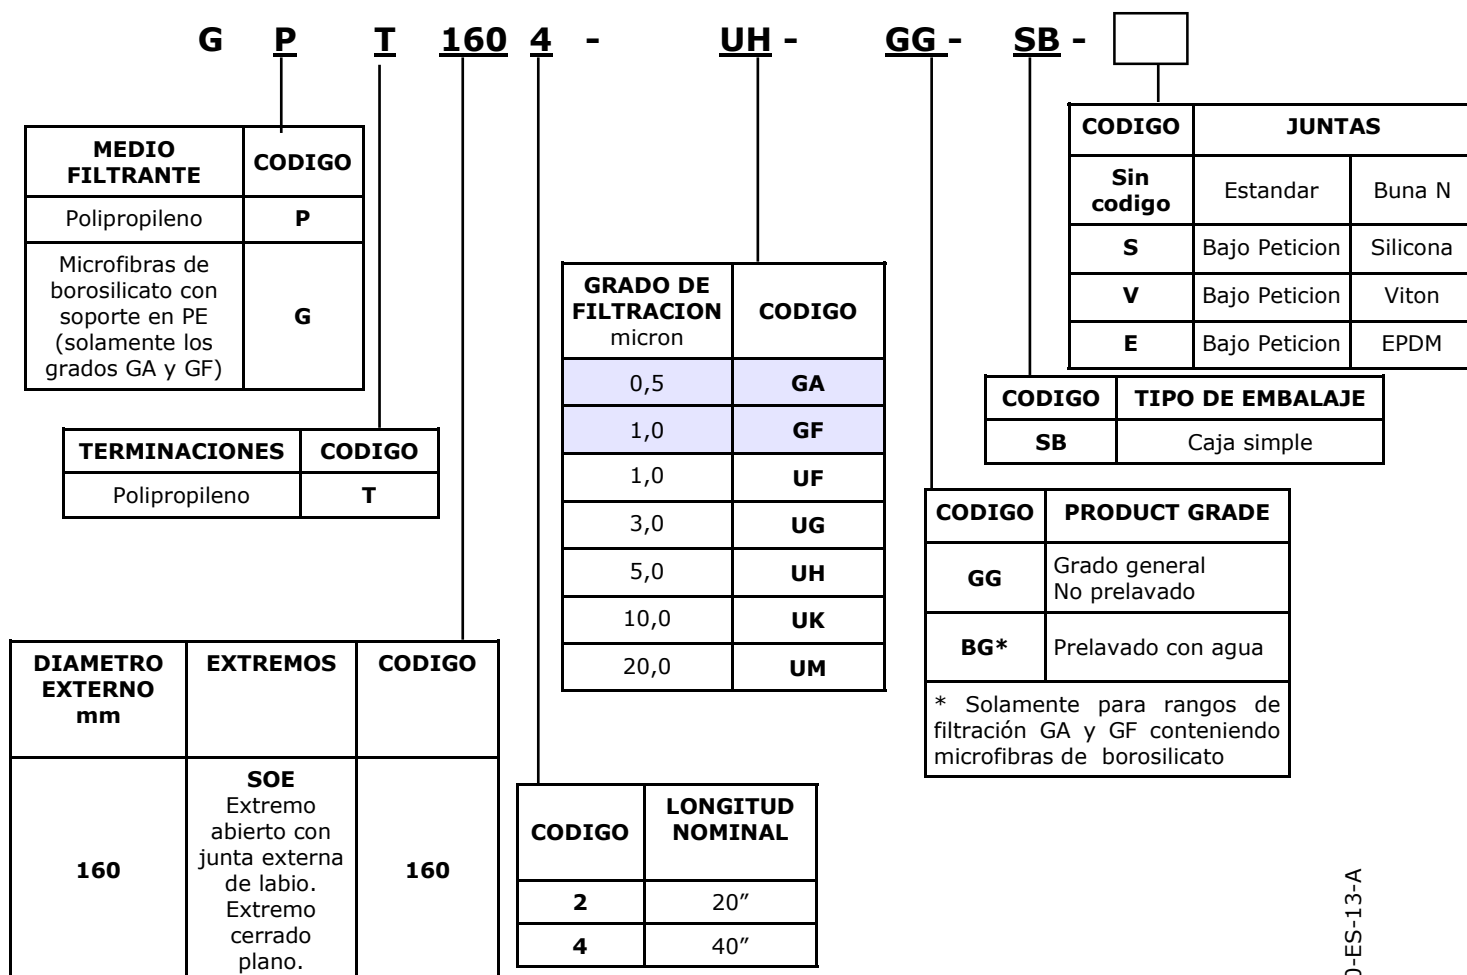 G P T 160 4 - UH - GG - SB -
MEDIO
FILTRANTE
CODIGO
Polipropileno
P
Microfibras de
borosilicato con
soporte en PE
(solamente los
grados GA y GF)
G
TERMINACIONES
CODIGO
Polipropileno
T
DIAMETRO
EXTERNO
mm
EXTREMOS
CODIGO
160
SOE
Extremo
abierto con
junta externa
de labio.
Extremo
cerrado
plano.
160
CODIGO
LONGITUD
NOMINAL
2
20”
4
40”
GRADO DE
FILTRACION
micron
CODIGO
0,5
GA
1,0
GF
1,0
UF
3,0
UG
5,0
UH
10,0
UK
20,0
UM
CODIGO
JUNTAS
Sin
codigo
Estandar
Buna N
S
Bajo Peticion
Silicona
V
Bajo Peticion
Viton
E
Bajo Peticion
EPDM
CODIGO
TIPO DE EMBALAJE
SB
Caja simple
CODIGO
PRODUCT GRADE
GG
Grado general
No prelavado
BG*
Prelavado con agua
* Solamente para rangos de
filtración GA y GF conteniendo
microfibras de borosilicato
-ES-13-A